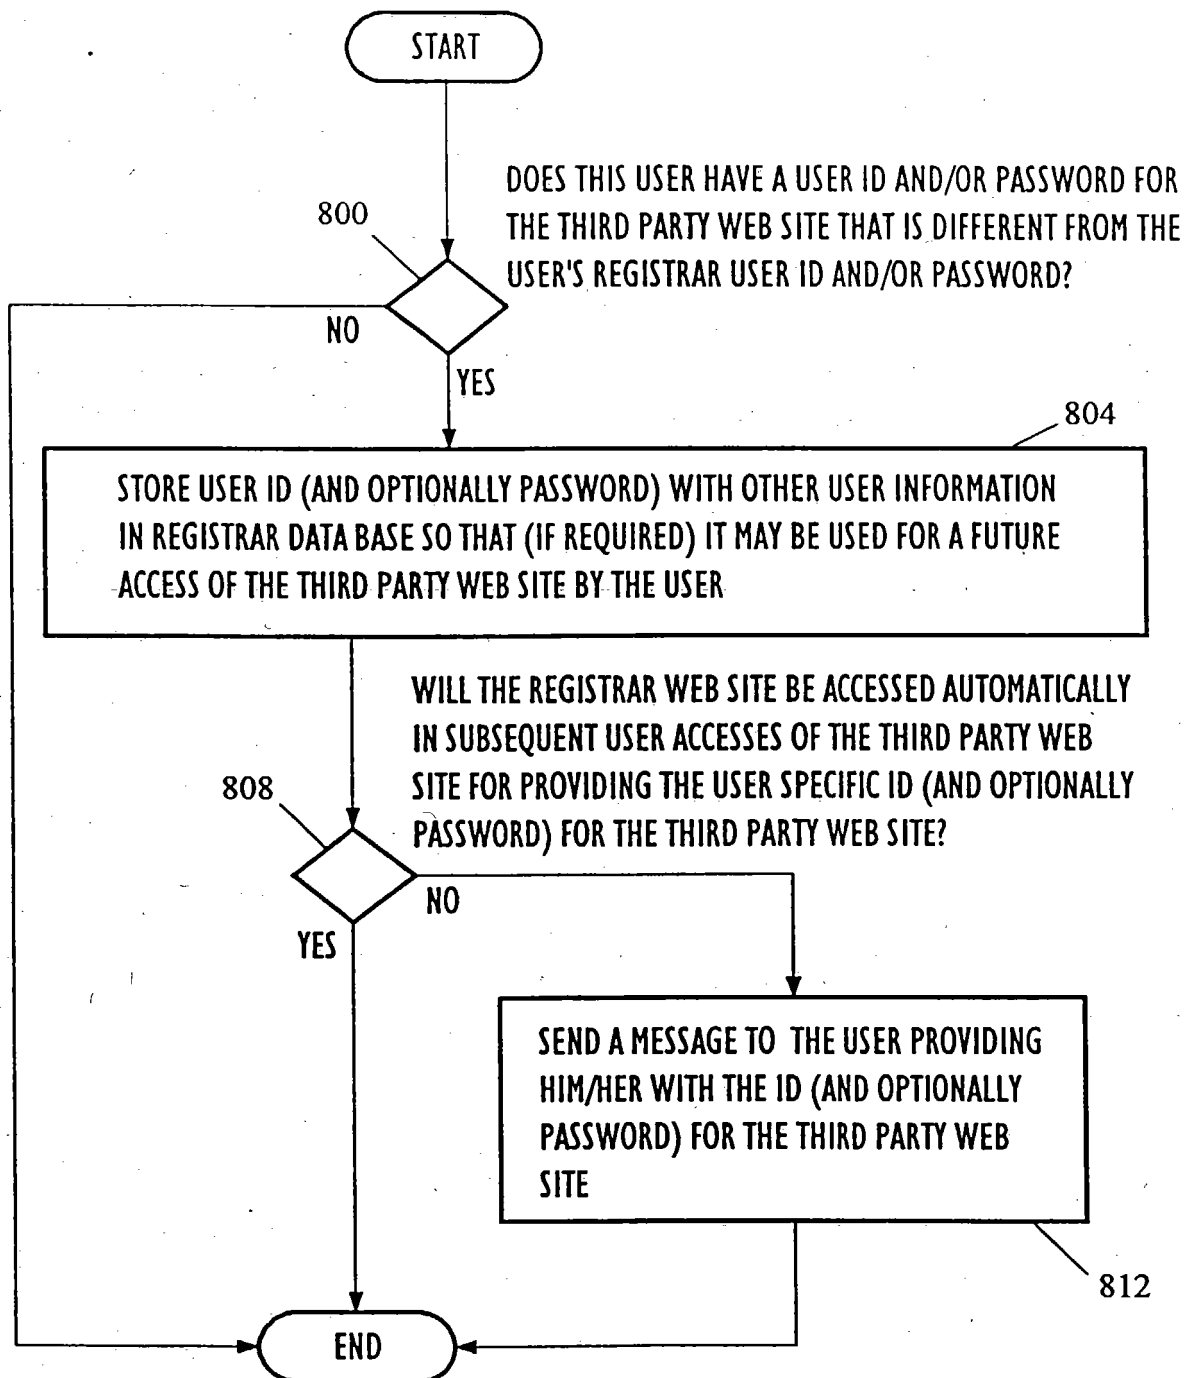 START
DOES THIS USER HAVE A USER ID AND/OR PASSWORD FOR
THE THIRD PARTY WEB SITE THAT IS DIFFERENT FROM THE
USER'S REGISTRAR USER ID AND/OR PASSWORD?
800
NO
YES
804
STORE USER ID (AND OPTIONALLY PASSWORD) WITH OTHER USER INFORMATION
IN REGISTRAR DATA BASE SO THAT (IF REQUIRED) IT MAY BE USED FOR A FUTURE
ACCESS OF THE THIRD PARTY WEB SITE BY THE USER
WILL THE REGISTRAR WEB SITE BE ACCESSED AUTOMATICALLY
IN SUBSEQUENT USER ACCESSES OF THE THIRD PARTY WEB
SITE FOR PROVIDING THE USER SPECIFIC ID (AND OPTIONALLY
PASSWORD) FOR THE THIRD PARTY WEB SITE?
808
NO
YES
SEND A MESSAGE TO THE USER PROVIDING
HIM/HER WITH THE ID (AND OPTIONALLY
PASSWORD) FOR THE THIRD PARTY WEB
SITE
812
END